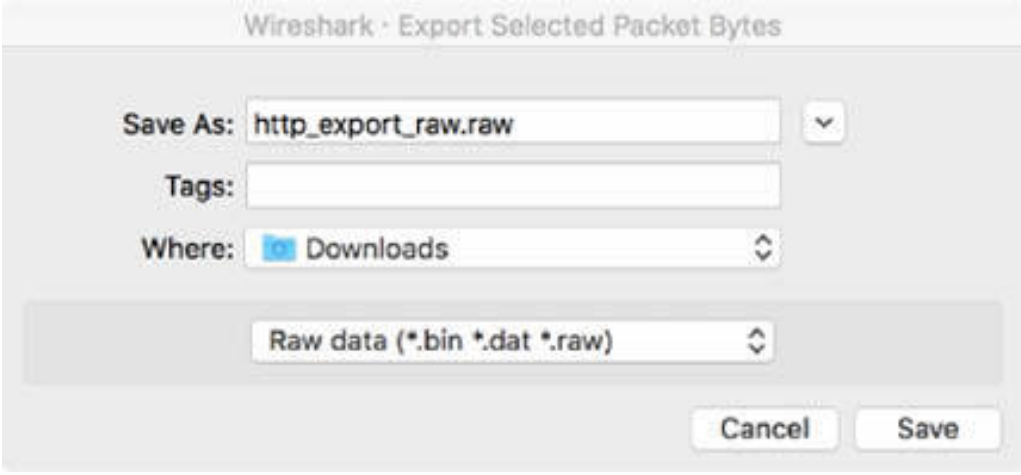 Wireshark · Export Selected Packet Bytes
Save As: http_export_raw.raw
Tags:
Where: Downloads
Raw data (*.bin *.dat *.raw)
Cancel Save